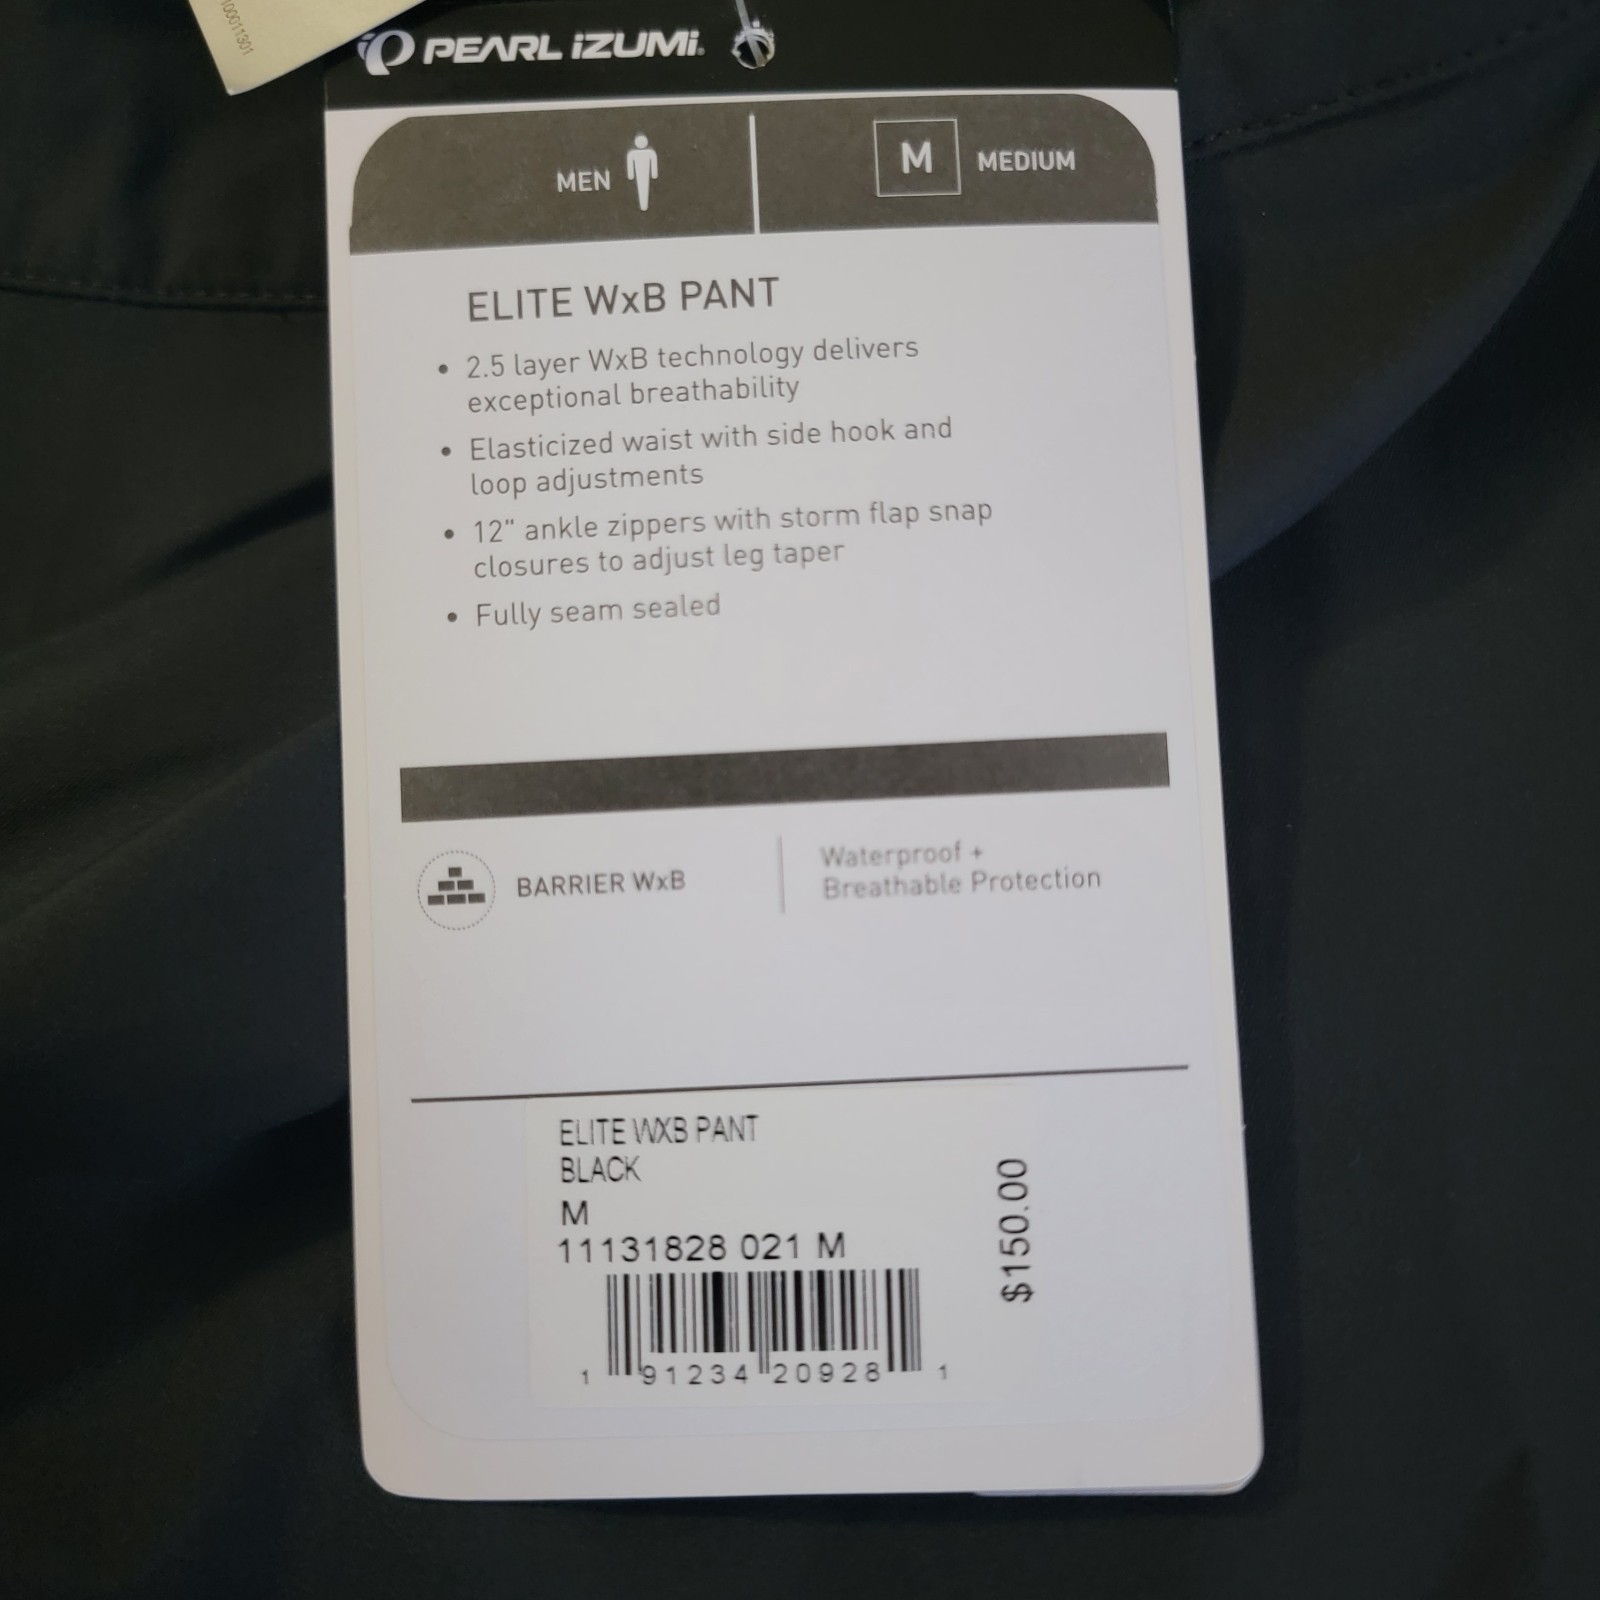 100011301
PEARL iZUMi
MEN
M MEDIUM
ELITE WxB PANT
• 2.5 layer WxB technology delivers
exceptional breathability
• Elasticized waist with side hook and
loop adjustments
• 12" ankle zippers with storm flap snap
closures to adjust leg taper
• Fully seam sealed
BARRIER WxB
Waterproof +
Breathable Protection
ELITE WXB PANT
BLACK
M
11131828 021 M
$150.00
1 91234 20928 1